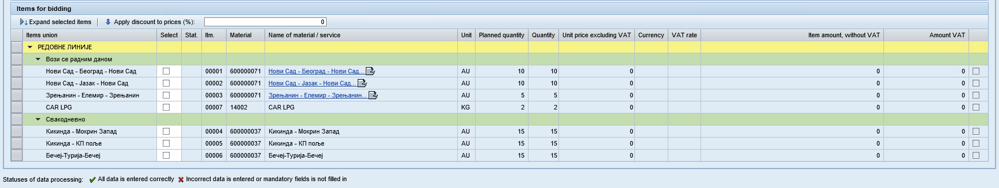 Items for bidding
Expand selected items Apply discount to prices (%): 0
Items union Select Stat. Itm. Material Name of material / service Unit Planned quantity Quantity Unit price excluding VAT Currency VAT rate Item amount, without VAT Amount VAT
РЕДОВНЕ ЛИНИЈЕ
Вози се радним даном
Нови Сад - Београд - Нови Сад 00001 600000071 Нови Сад - Београд - Нови Сад... AU 10 10 0 0 0
Нови Сад - Јазак - Нови Сад 00002 600000071 Нови Сад - Јазак - Нови Сад... AU 10 10 0 0 0
Зрењанин - Елемир - Зрењанин 00003 600000071 Зрењанин - Елемир - Зрењанин... AU 5 5 0 0 0
CAR LPG 00007 14002 CAR LPG KG 2 2 0 0 0
Свакодневно
Кикинда - Мокрин Запад 00004 600000037 Кикинда - Мокрин Запад AU 15 15 0 0 0
Кикинда - КП поље 00005 600000037 Кикинда - КП поље AU 15 15 0 0 0
Бечеј-Турија-Бечеј 00006 600000037 Бечеј-Турија-Бечеј AU 15 15 0 0 0
Statuses of data processing: All data is entered correctly Incorrect data is entered or mandatory fields is not filled in